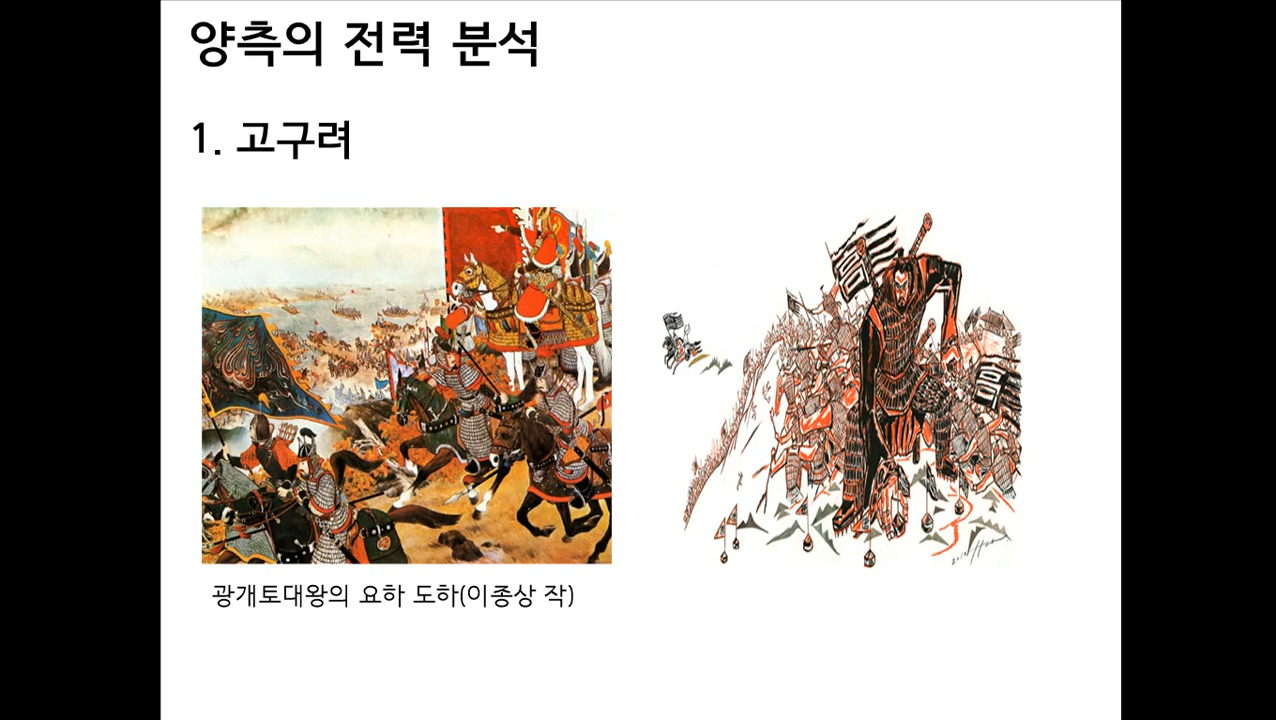 양측의 전력 분석
1. 고구려
광개토대왕의 요하 도하(이종상 작)